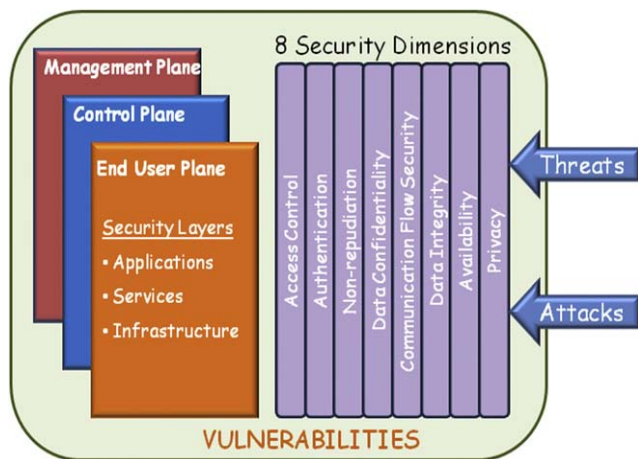 8 Security Dimensions
Management Plane
Control Plane
End User Plane
Security Layers
• Applications
• Services
• Infrastructure
Access Control
Authentication
Non-repudiation
Data Confidentiality
Communication Flow Security
Data Integrity
Availability
Privacy
Threats
Attacks
VULNERABILITIES